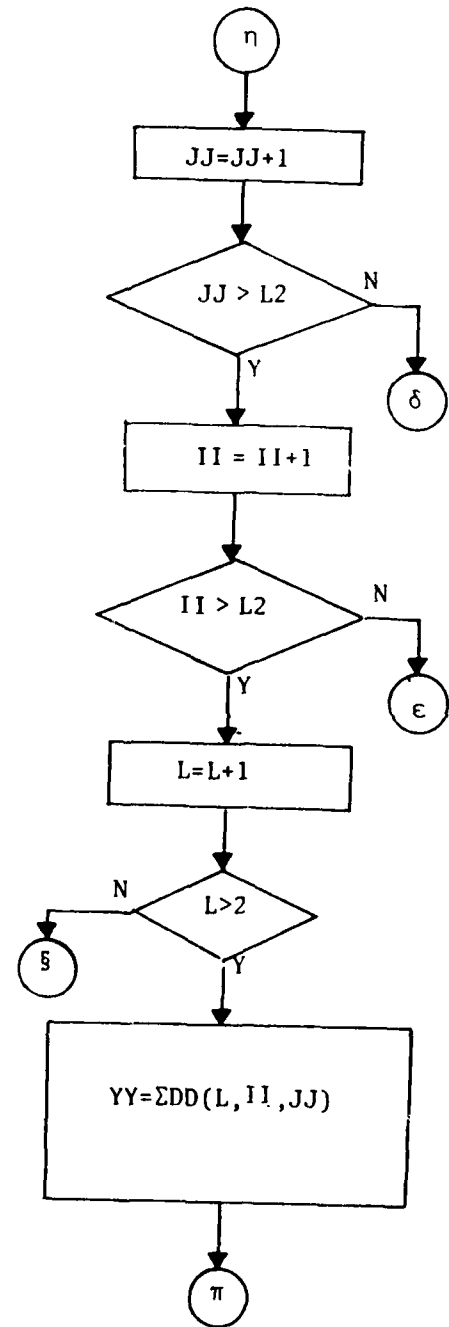 η
JJ=JJ+1
JJ > L2
N
Y
δ
II = II+1
II > L2
N
Y
ε
L=L+1
N
L>2
Y
§
YY=ΣDD(L,II,JJ)
π